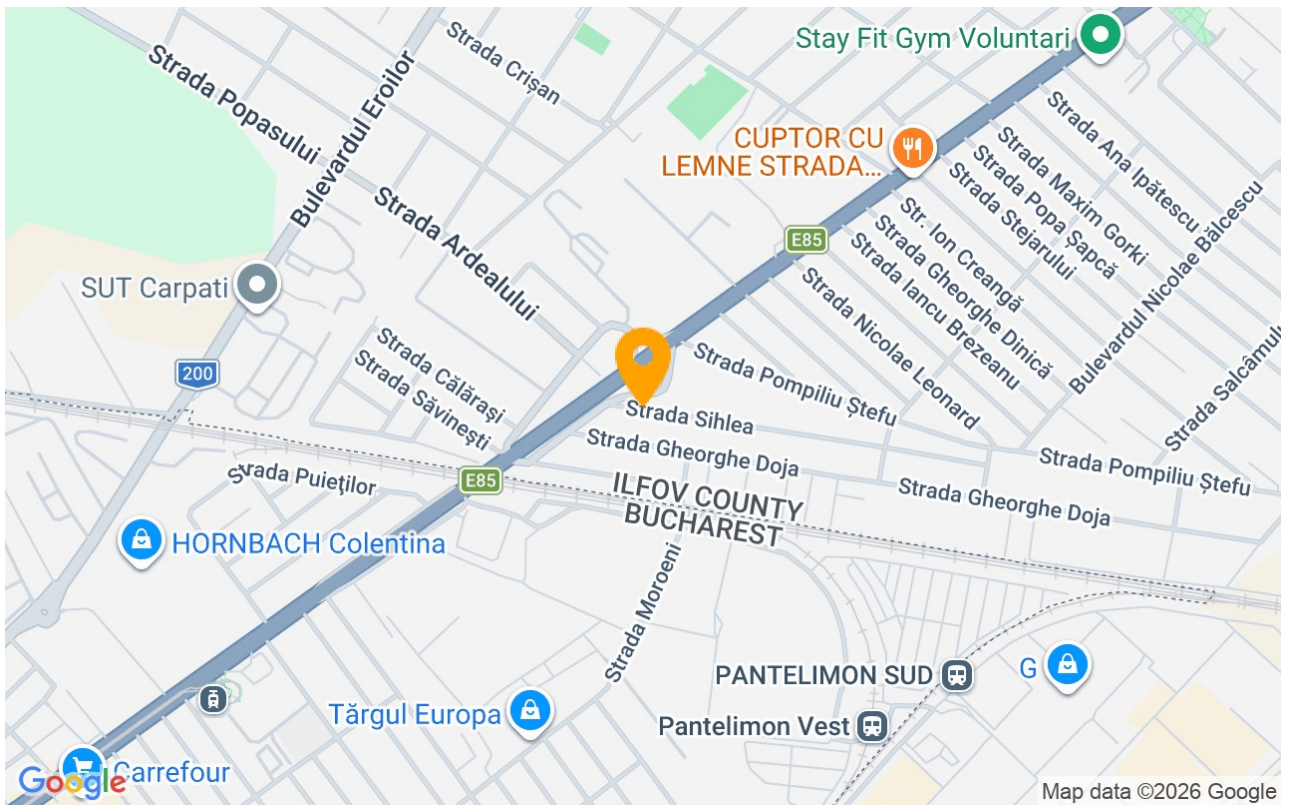 Stay Fit Gym Voluntari
Strada Crișan
Strada Popasului
Bulevardul Eroilor
CUPTOR CU
LEMNE STRADA...
Strada Ana Ipătescu
Strada Maxim Gorki
Strada Popa Șapcă
Strada Stejarului
Bulevardul Nicolae Bălcescu
Strada Ardealului
Str. Ion Creangă
Strada Gheorghe Dinică
Strada Iancu Brezeanu
E85
SUT Carpati
Strada Nicolae Leonard
200
Strada Călărași
Strada Săvinești
Strada Pompiliu Ștefu
Strada Salcâmul
Strada Sihlea
Strada Gheorghe Doja
Strada Pompiliu Ștefu
Strada Puieților
E85
ILFOV COUNTY
BUCHAREST
Strada Gheorghe Doja
HORNBACH Colentina
Strada Moroeni
PANTELIMON SUD
G
Tărgul Europa
Pantelimon Vest
Carrefour
Google
Map data ©2026 Google